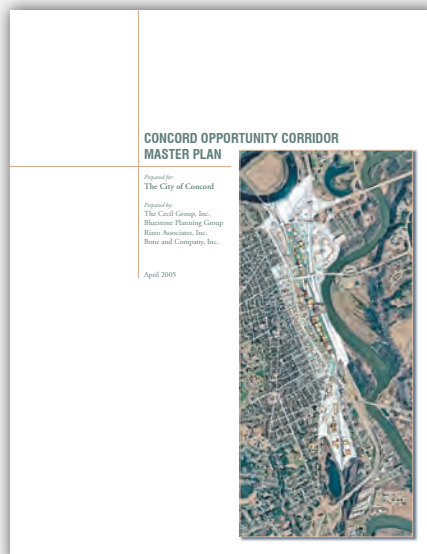 CONCORD OPPORTUNITY CORRIDOR
MASTER PLAN
Prepared for:
The City of Concord
Prepared by:
The Cecil Group, Inc.
Bluestone Planning Group
Rizzo Associates, Inc.
Bonz and Company, Inc.
April 2005